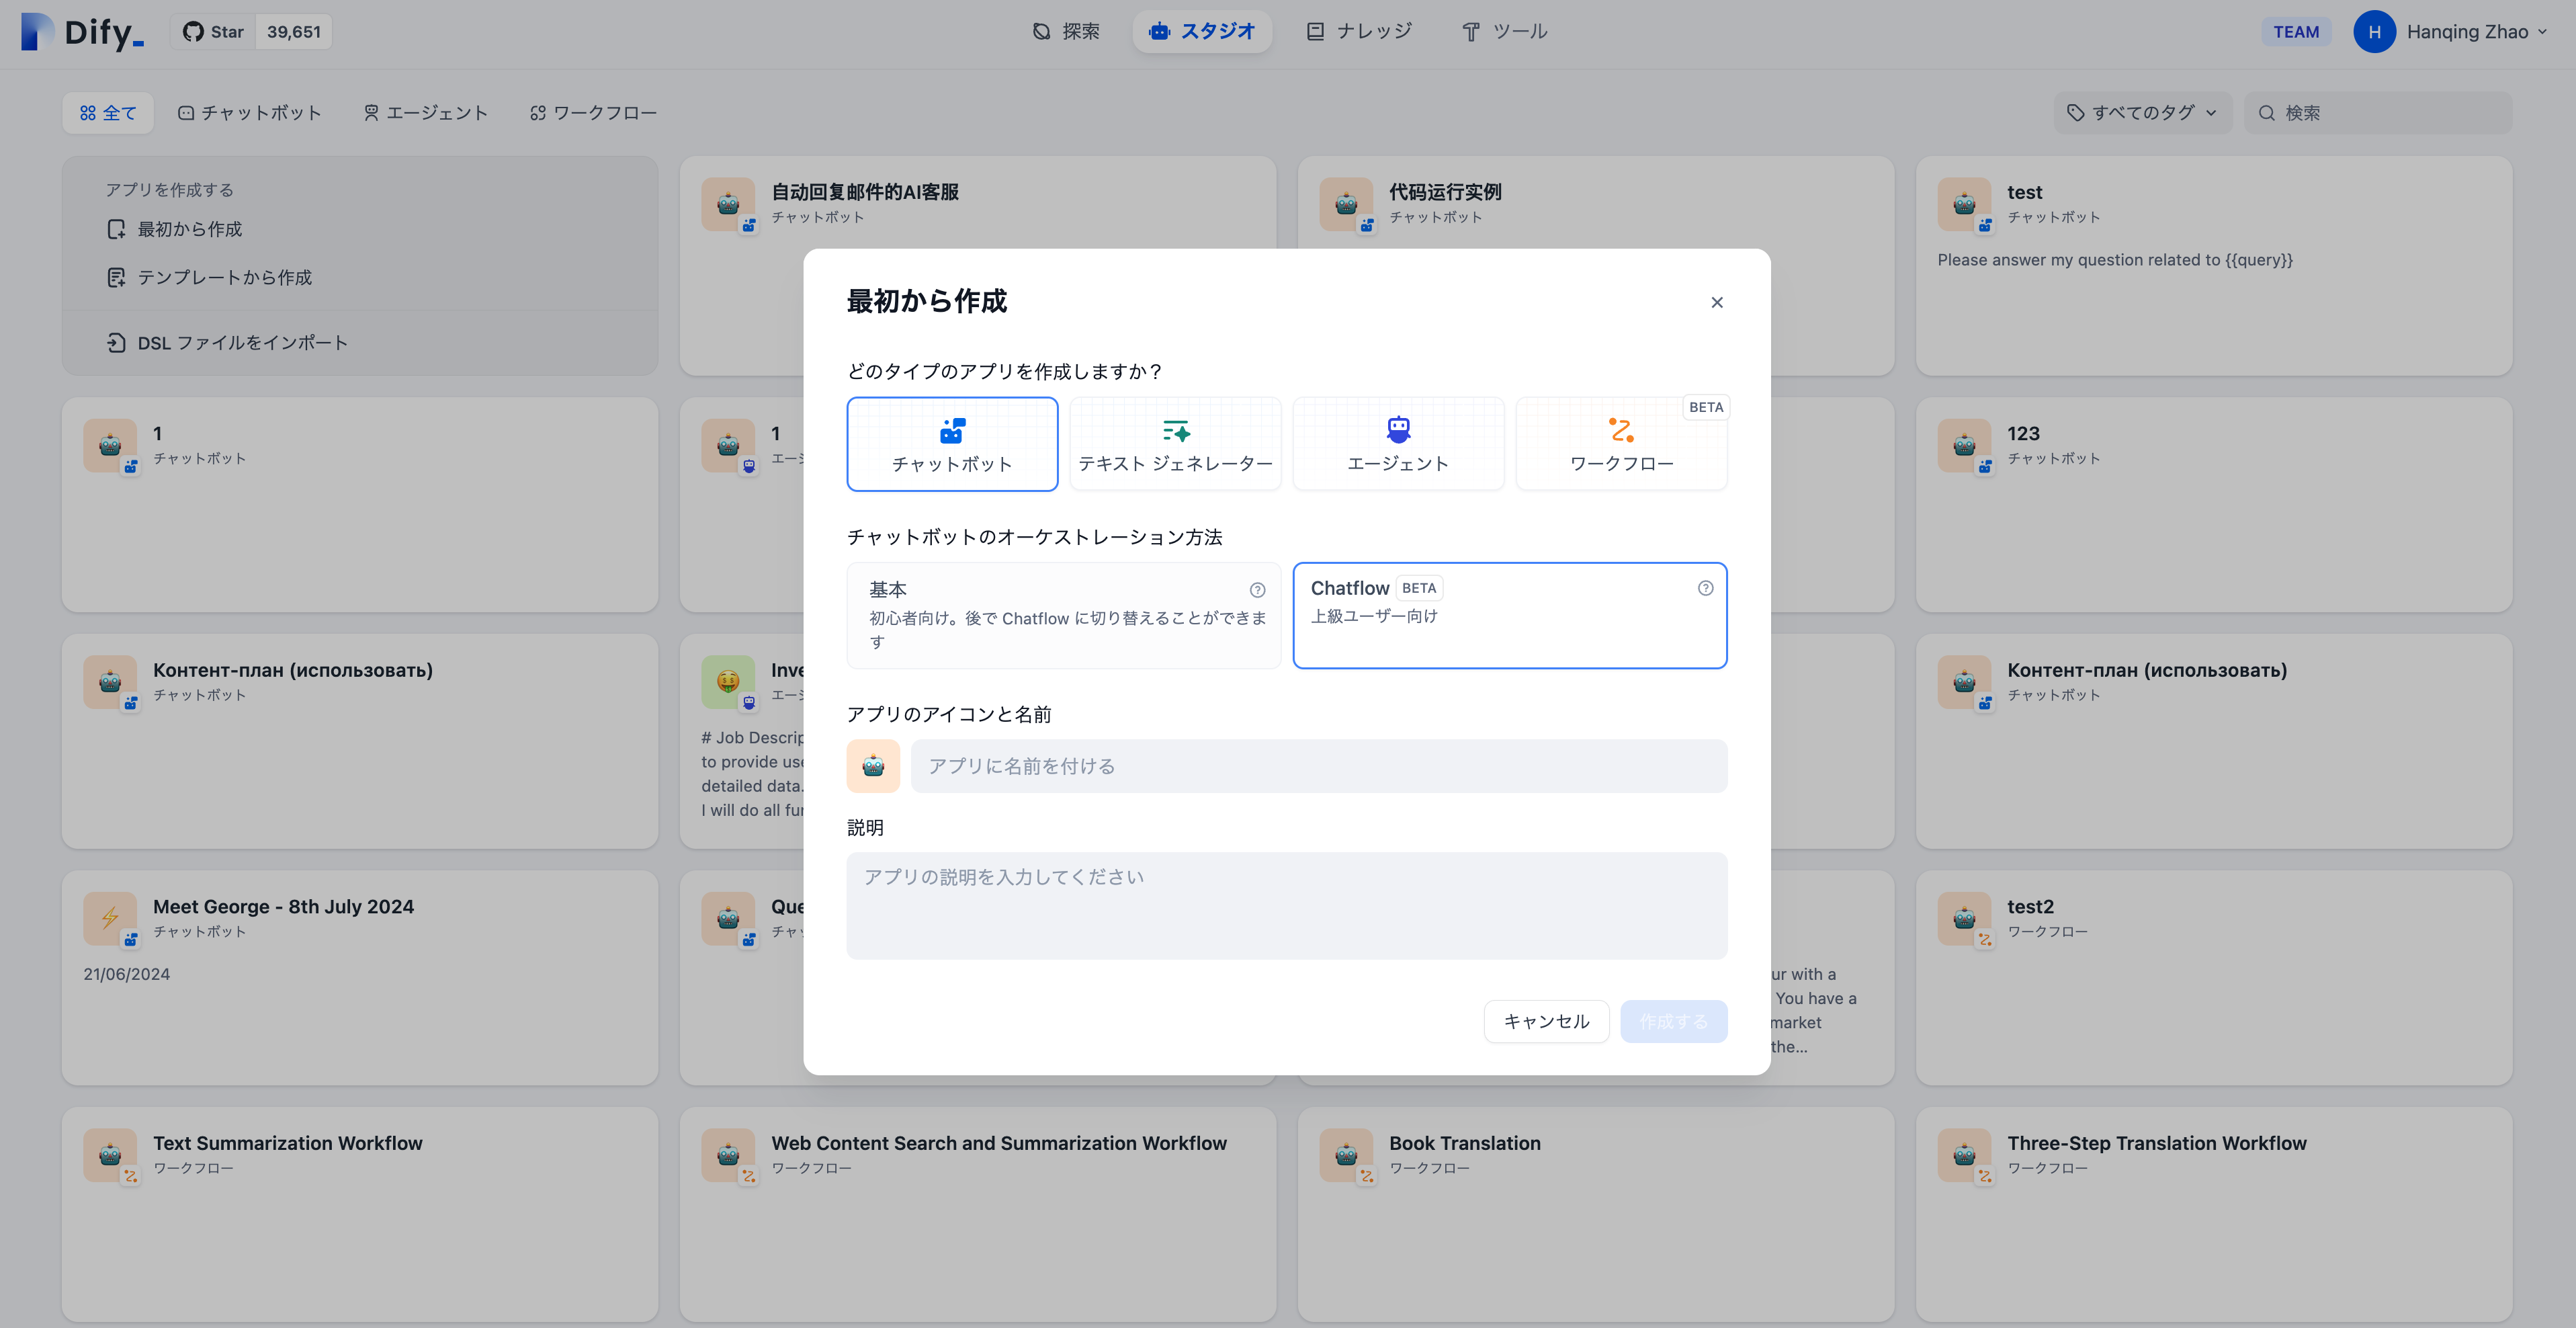 Dify_
Star 39,651
探索
スタジオ
ナレッジ
ツール
TEAM
H Hanqing Zhao
全て
チャットボット
エージェント
ワークフロー
すべてのタグ
検索
アプリを作成する
最初から作成
テンプレートから作成
DSL ファイルをインポート
自动回复邮件的AI客服
チャットボット
代码运行实例
チャットボット
test
チャットボット
Please answer my question related to {{query}}
最初から作成
どのタイプのアプリを作成しますか？
チャットボット
テキスト ジェネレーター
エージェント
BETA
ワークフロー
チャットボットのオーケストレーション方法
基本
初心者向け。後で Chatflow に切り替えることができま
す
Chatflow BETA
上級ユーザー向け
アプリのアイコンと名前
アプリに名前を付ける
説明
アプリの説明を入力してください
キャンセル
作成する
1
チャットボット
1
123
チャットボット
Контент-план (использовать)
チャットボット
# Job
to provide
detailed data.
I will do all
Контент-план (использовать)
チャットボット
Meet George - 8th July 2024
チャットボット
21/06/2024
with a
You have a
market
the...
test2
ワークフロー
Text Summarization Workflow
ワークフロー
Web Content Search and Summarization Workflow
ワークフロー
Book Translation
ワークフロー
Three-Step Translation Workflow
ワークフロー